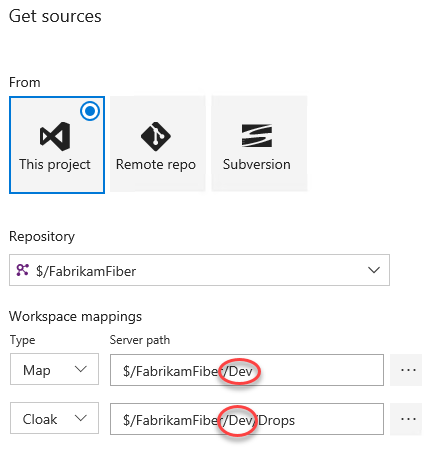 Get sources
From
This project Remote repo Subversion
Repository
$/FabrikamFiber
Workspace mappings
Type Server path
Map $/FabrikamFiber/Dev ...
Cloak $/FabrikamFiber/Dev/Drops ...